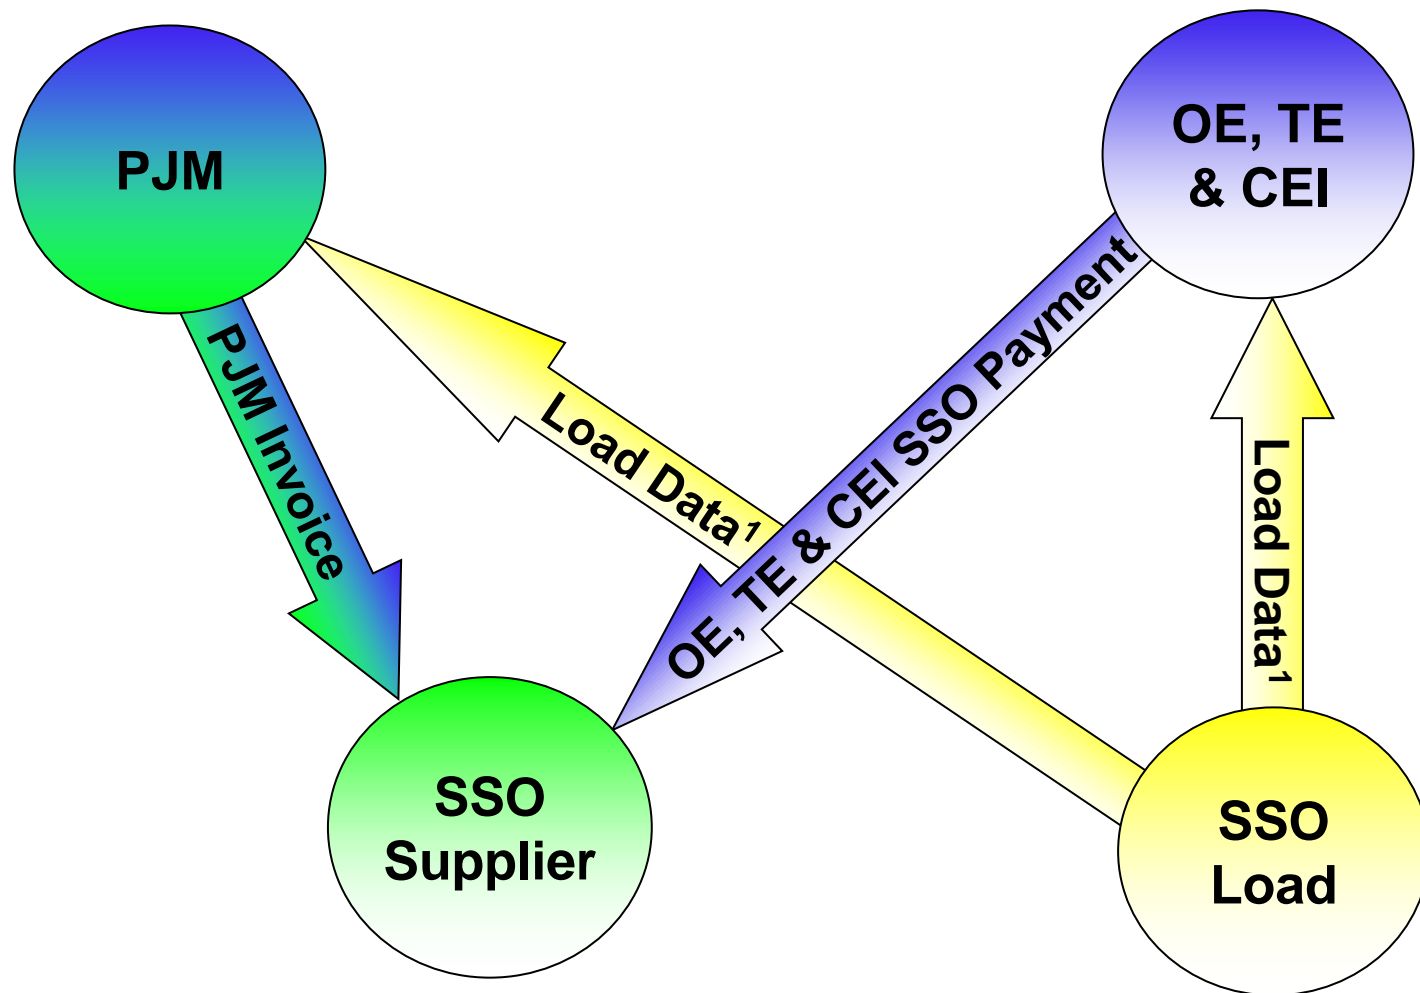 PJM
OE, TE
& CEI
PJM Invoice
Load Data¹
OE, TE & CEI SSO Payment
Load Data¹
SSO
Supplier
SSO
Load